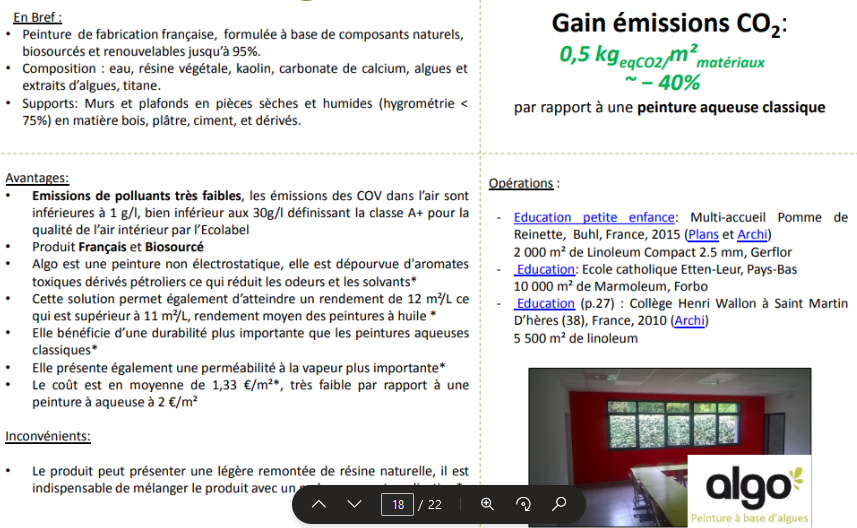 En Bref :
• Peinture de fabrication française, formulée à base de composants naturels,
biosourcés et renouvelables jusqu'à 95%.
• Composition : eau, résine végétale, kaolin, carbonate de calcium, algues et
extraits d'algues, titane.
• Supports: Murs et plafonds en pièces sèches et humides (hygrométrie <
75%) en matière bois, plâtre, ciment, et dérivés.
Gain émissions CO2:
0,5 kgeqCO2/m² matériaux
~ – 40%
par rapport à une peinture aqueuse classique
Avantages:
• Emissions de polluants très faibles, les émissions des COV dans l'air sont
inférieures à 1 g/l, bien inférieur aux 30g/l définissant la classe A+ pour la
qualité de l'air intérieur par l'Ecolabel
• Produit Français et Biosourcé
• Algo est une peinture non électrostatique, elle est dépourvue d'aromates
toxiques dérivés pétroliers ce qui réduit les odeurs et les solvants*
• Cette solution permet également d'atteindre un rendement de 12 m²/L ce
qui est supérieur à 11 m²/L, rendement moyen des peintures à huile *
• Elle bénéficie d'une durabilité plus importante que les peintures aqueuses
classiques*
• Elle présente également une perméabilité à la vapeur plus importante*
• Le coût est en moyenne de 1,33 €/m²*, très faible par rapport à une
peinture à aqueuse à 2 €/m²
Inconvénients:
• Le produit peut présenter une légère remontée de résine naturelle, il est
indispensable de mélanger le produit avec un
Opérations :
- Education petite enfance: Multi-accueil Pomme de
Reinette, Buhl, France, 2015 (Plans et Archi)
2 000 m² de Linoleum Compact 2.5 mm, Gerflor
- Education: Ecole catholique Etten-Leur, Pays-Bas
10 000 m² de Marmoleum, Forbo
- Education (p.27) : Collège Henri Wallon à Saint Martin
D'hères (38), France, 2010 (Archi)
5 500 m² de linoleum
algo
Peinture à base d'algues
18 / 22